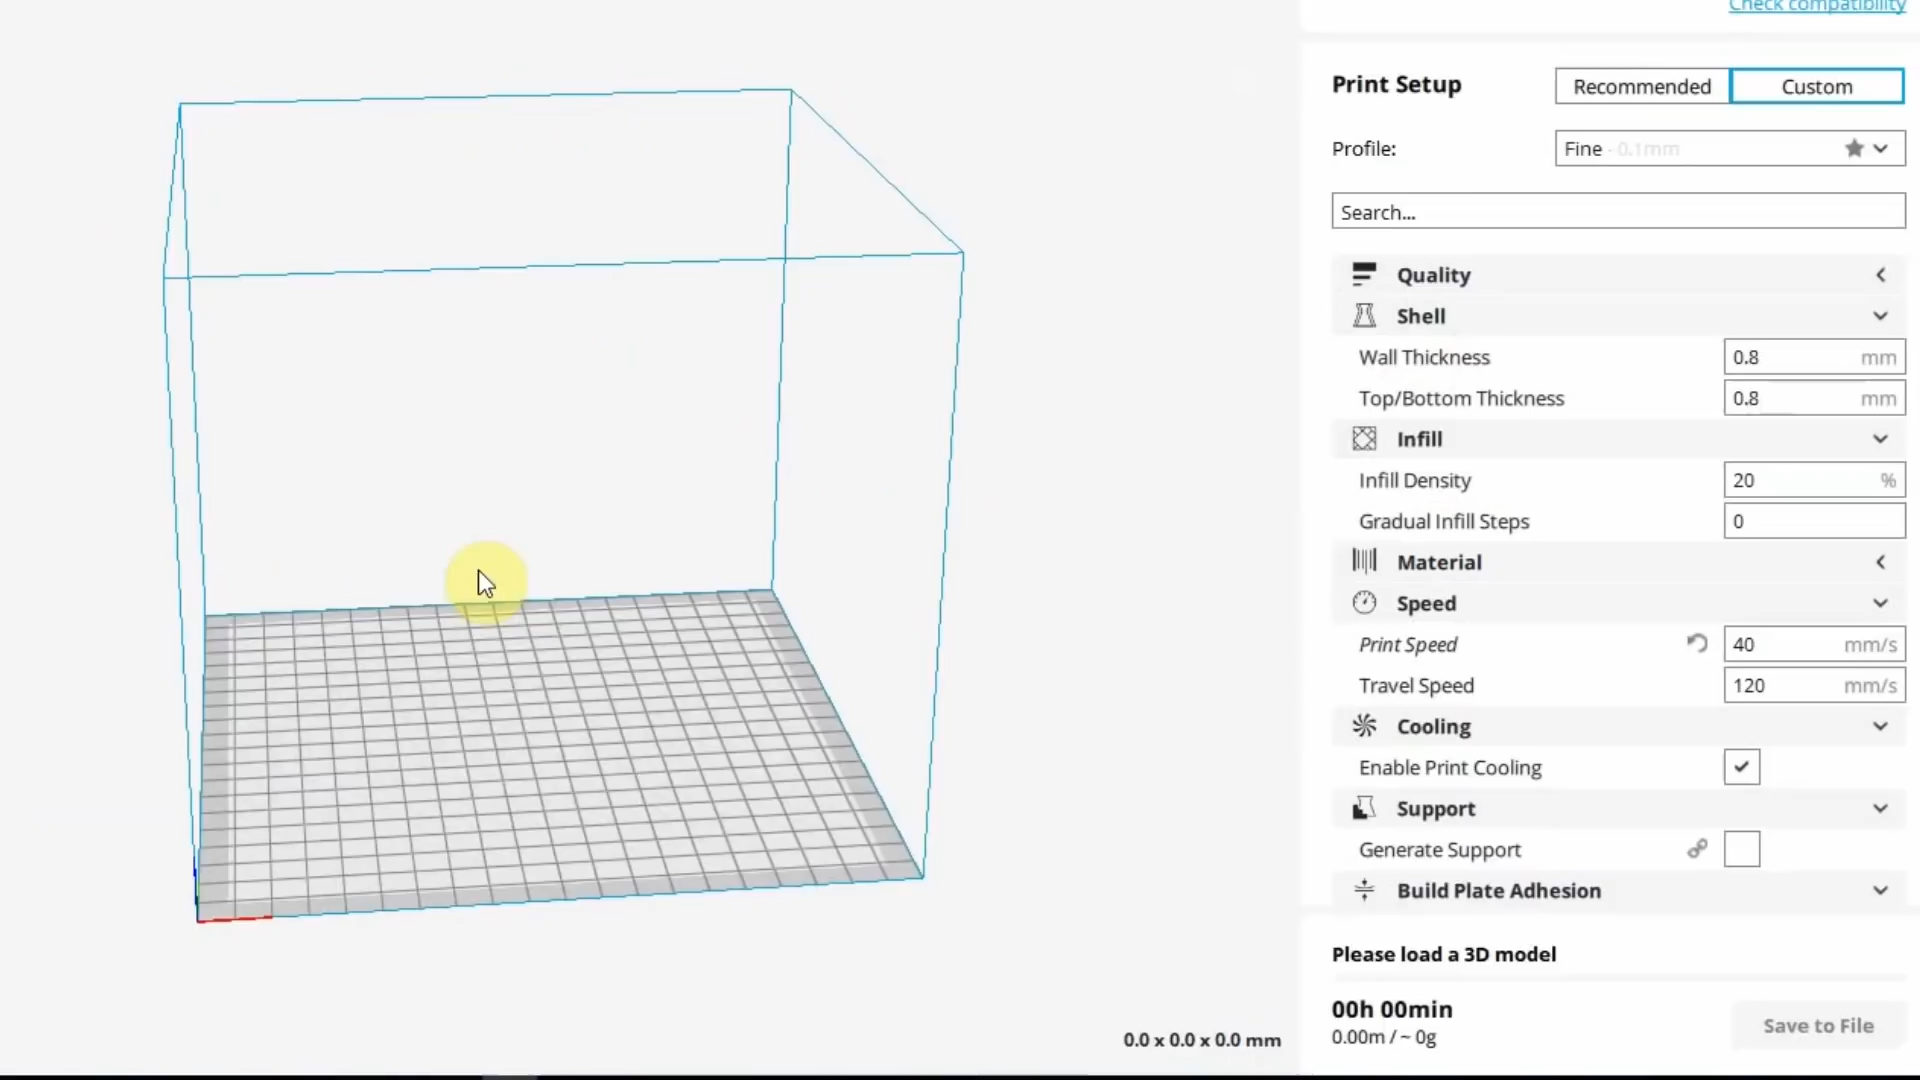 Check compatibility
Print Setup Recommended Custom
Profile: Fine - 0.1mm
Search...
Quality
Shell
Wall Thickness 0.8 mm
Top/Bottom Thickness 0.8 mm
Infill
Infill Density 20 %
Gradual Infill Steps 0
Material
Speed
Print Speed 40 mm/s
Travel Speed 120 mm/s
Cooling
Enable Print Cooling
Support
Generate Support
Build Plate Adhesion
Please load a 3D model
00h 00min
0.00m / ~ 0g
Save to File
0.0 x 0.0 x 0.0 mm